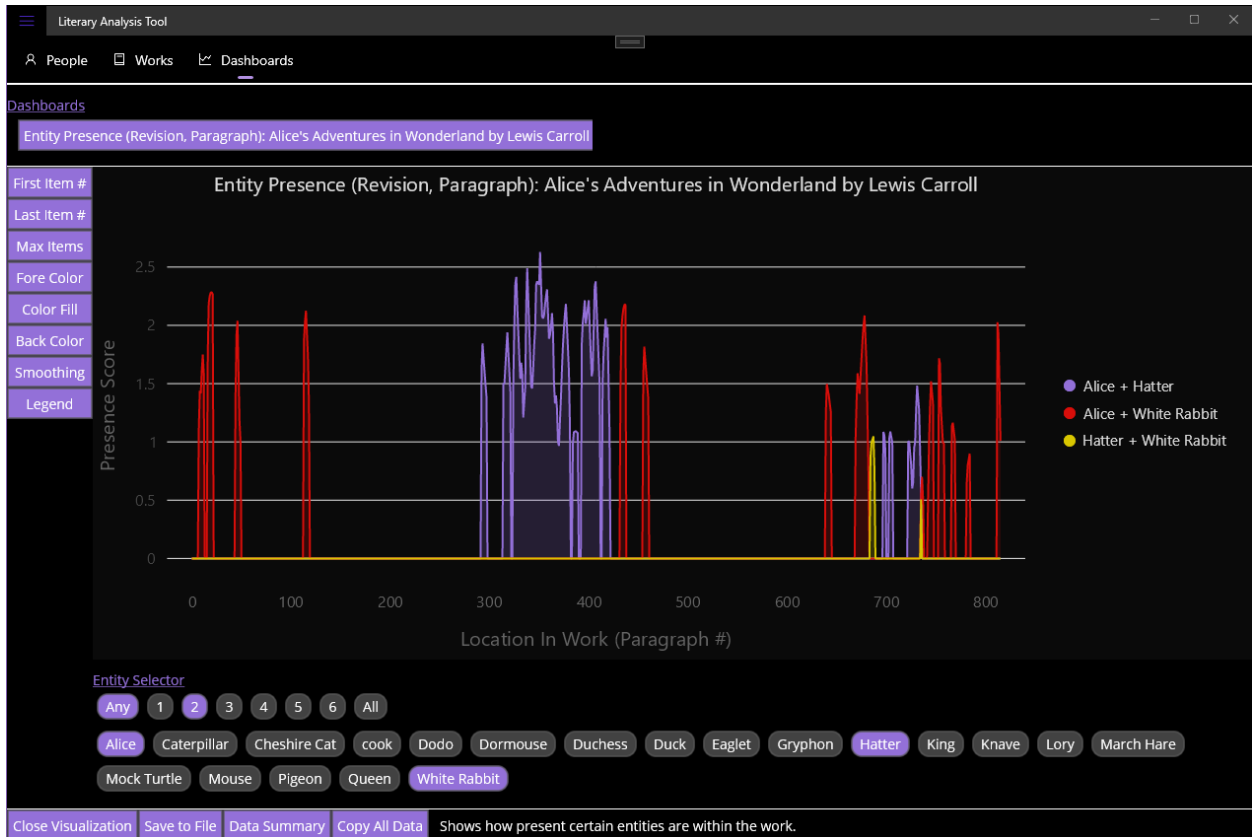 Literary Analysis Tool
People Works Dashboards
Dashboards
Entity Presence (Revision, Paragraph): Alice's Adventures in Wonderland by Lewis Carroll
First Item #
Last Item #
Max Items
Fore Color
Color Fill
Back Color
Smoothing
Legend
Entity Presence (Revision, Paragraph): Alice's Adventures in Wonderland by Lewis Carroll
Presence Score
2.5
2
1.5
1
0.5
0
0 100 200 300 400 500 600 700 800
Location In Work (Paragraph #)
Alice + Hatter
Alice + White Rabbit
Hatter + White Rabbit
Entity Selector
Any 1 2 3 4 5 6 All
Alice Caterpillar Cheshire Cat cook Dodo Dormouse Duchess Duck Eaglet Gryphon Hatter King Knave Lory March Hare
Mock Turtle Mouse Pigeon Queen White Rabbit
Close Visualization Save to File Data Summary Copy All Data Shows how present certain entities are within the work.